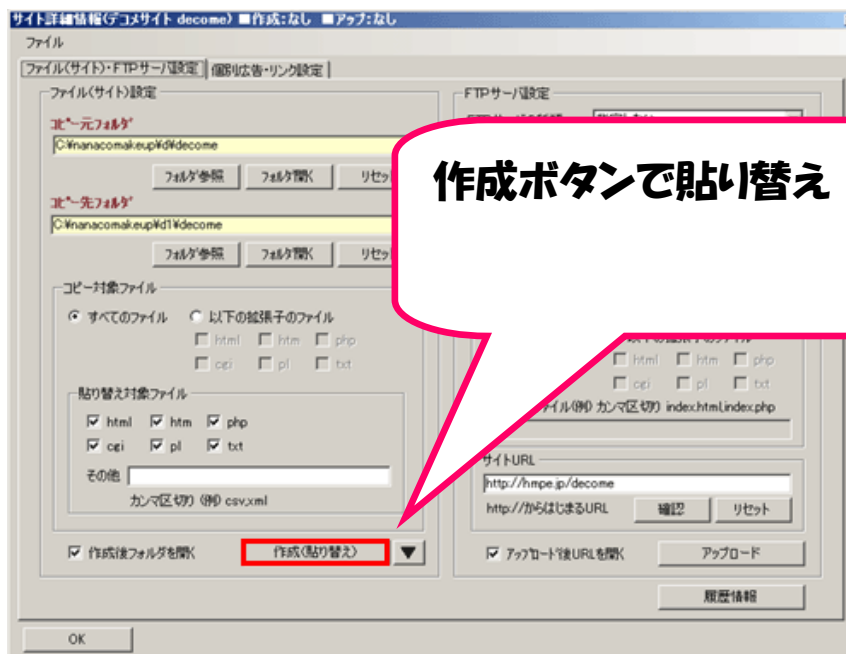 サイト詳細情報(デコメサイト decome) ■作成:なし ■アップ:なし
ファイル
ファイル(サイト)・FTPサーバ設定
個別広告・リンク設定
ファイル(サイト)設定
コピー元フォルダ
C:¥nanacomakeup¥d¥decome
フォルダ参照 フォルダ開く リセッ
コピー先フォルダ
C:¥nanacomakeup¥d1¥decome
フォルダ参照 フォルダ開く リセッ
コピー対象ファイル
すべてのファイル 以下の拡張子のファイル
html htm php
cgi pl txt
貼り替え対象ファイル
html htm php
cgi pl txt
その他
カンマ区切り (例) csv,xml
作成後フォルダを開く 作成(貼り替え) ▼
FTPサーバ設定
作成ボタンで貼り替え
html htm php
cgi pl txt
ァイル(例) カンマ区切り index.html,index.php
サイトURL
http://hmpe.jp/decome
http://からはじまるURL 確認 リセット
アップロード後URLを開く アップロード
履歴情報
OK